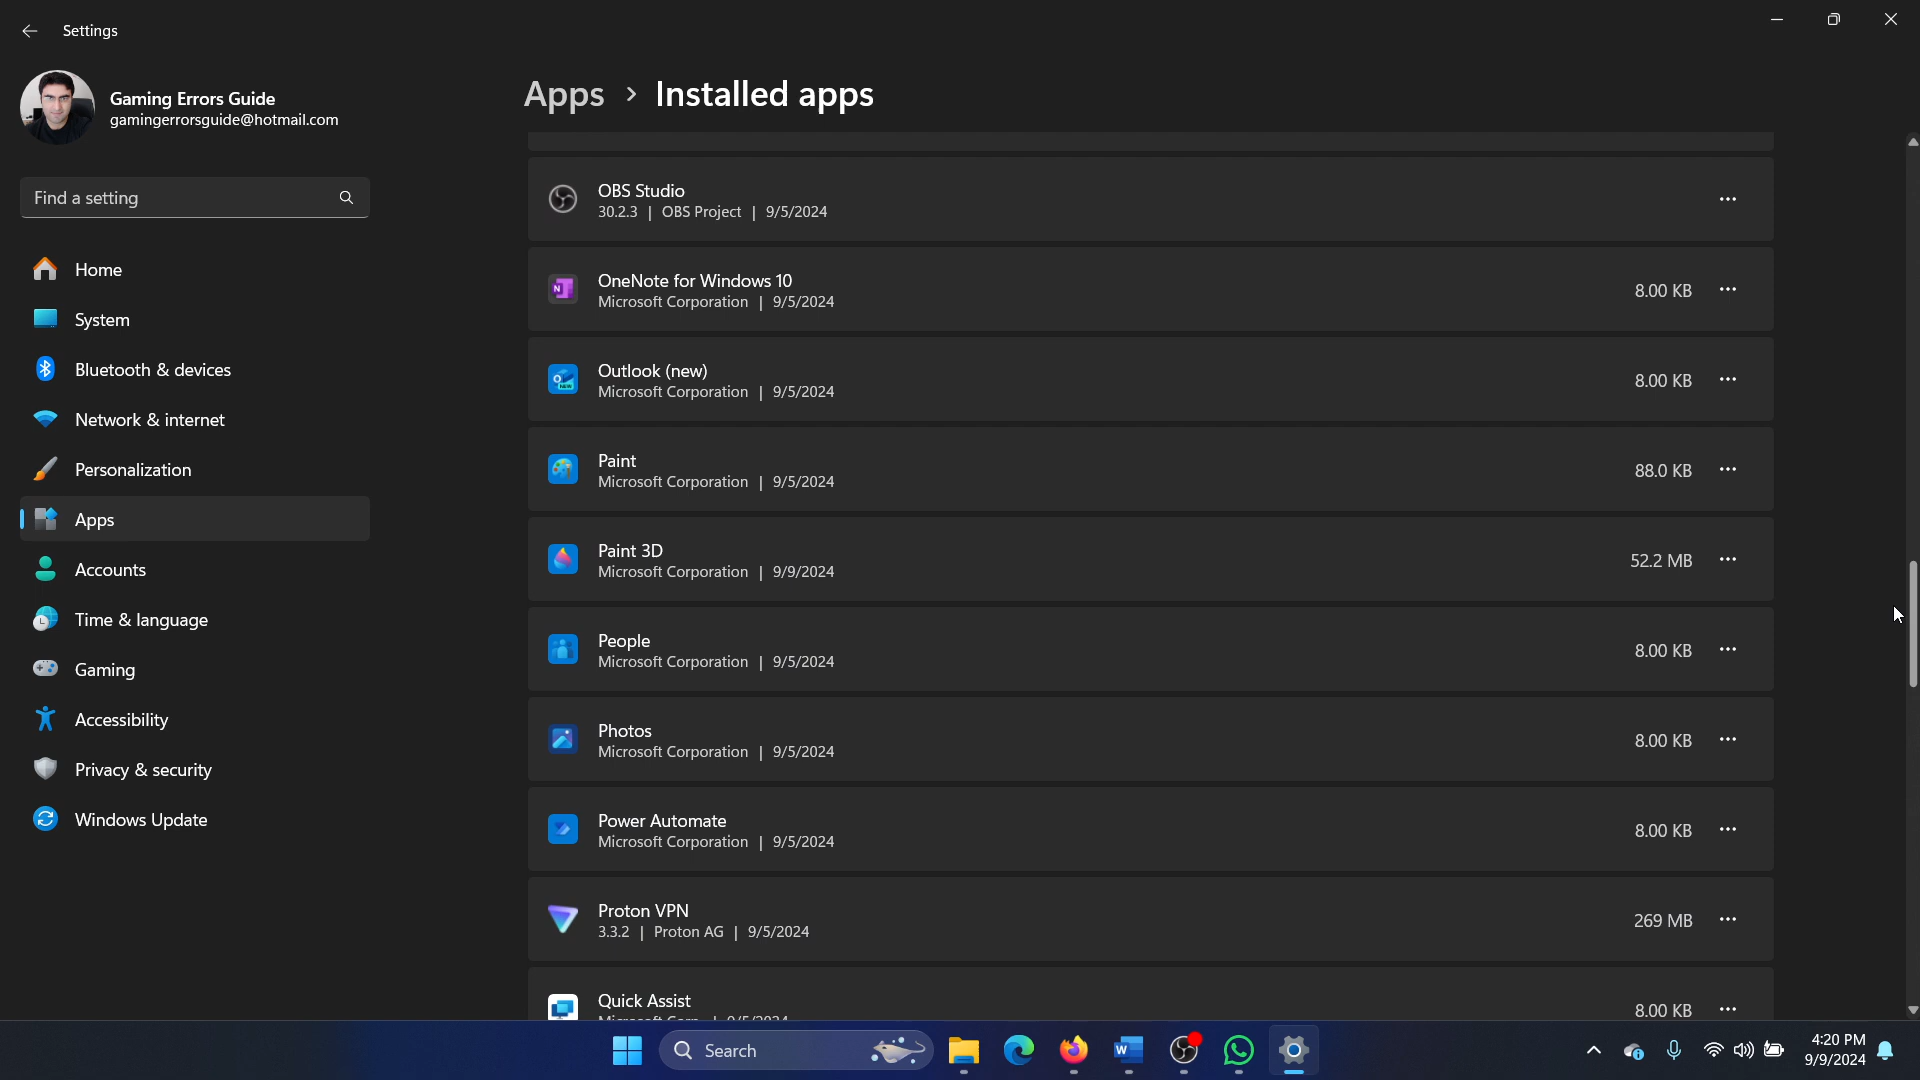 Settings
Gaming Errors Guide
gamingerrorsguide@hotmail.com
Find a setting
Home
System
Bluetooth & devices
Network & internet
Personalization
Apps
Accounts
Time & language
Gaming
Accessibility
Privacy & security
Windows Update
Apps > Installed apps
OBS Studio
30.2.3 | OBS Project | 9/5/2024
OneNote for Windows 10
Microsoft Corporation | 9/5/2024
8.00 KB
Outlook (new)
Microsoft Corporation | 9/5/2024
8.00 KB
Paint
Microsoft Corporation | 9/5/2024
88.0 KB
Paint 3D
Microsoft Corporation | 9/9/2024
52.2 MB
People
Microsoft Corporation | 9/5/2024
8.00 KB
Photos
Microsoft Corporation | 9/5/2024
8.00 KB
Power Automate
Microsoft Corporation | 9/5/2024
8.00 KB
Proton VPN
3.3.2 | Proton AG | 9/5/2024
269 MB
Quick Assist
8.00 KB
Search
4:20 PM
9/9/2024